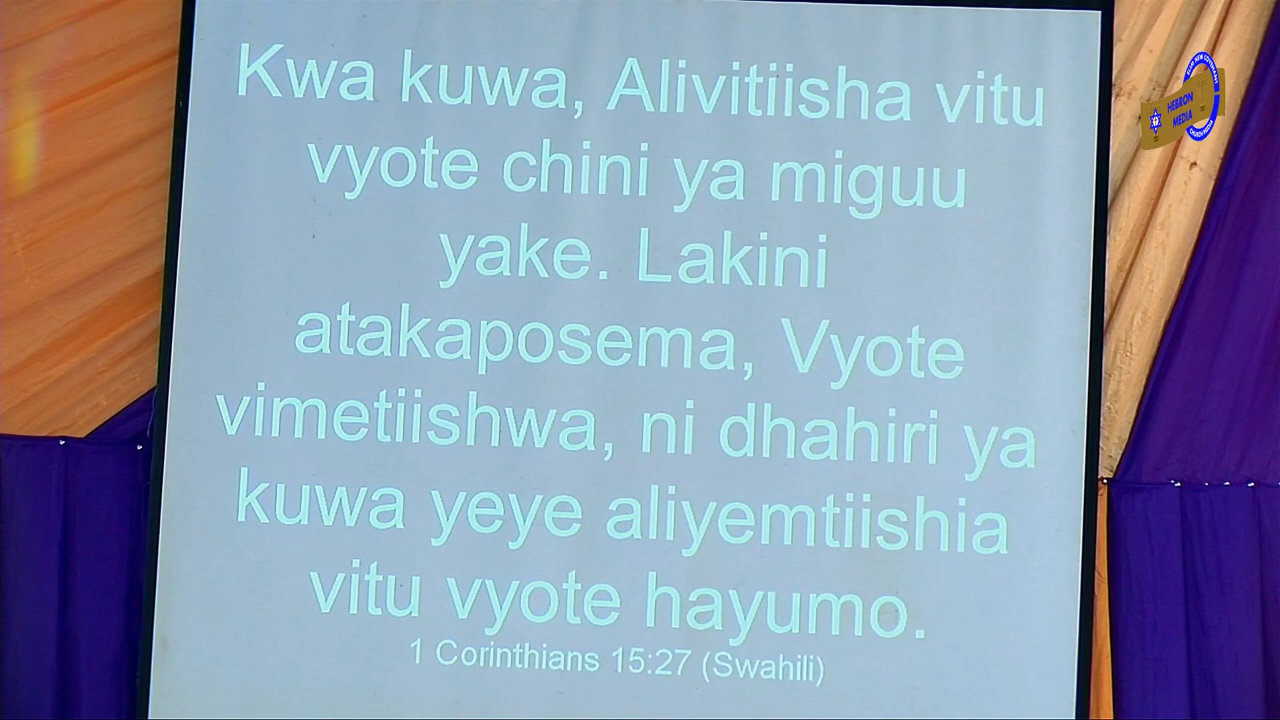 Kwa kuwa, Alivitiisha vitu
vyote chini ya miguu
yake. Lakini
atakaposema, Vyote
vimetiishwa, ni dhahiri ya
kuwa yeye aliyemtiishia
vitu vyote hayumo.
1 Corinthians 15:27 (Swahili)
HEBRON
MEDIA